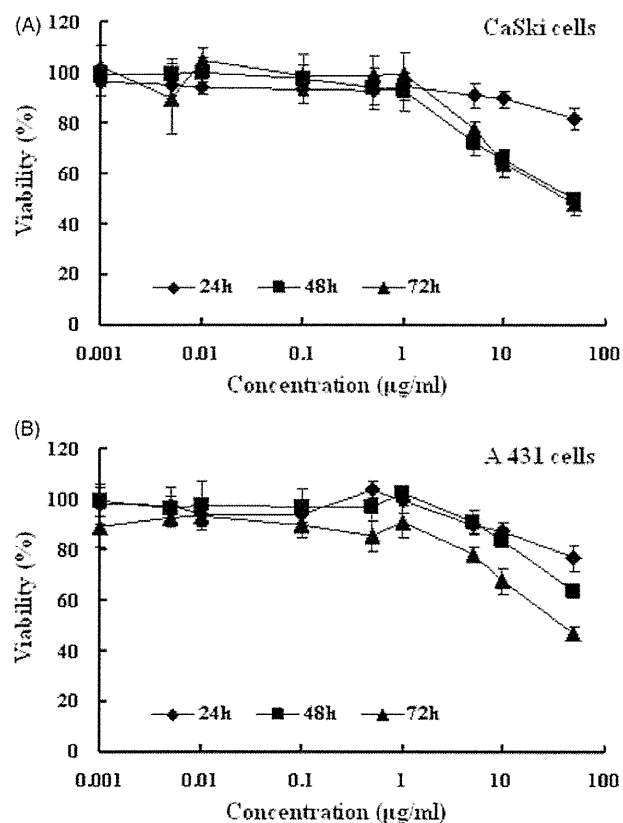 (A)
CaSki cells
120
100
80
60
40
20
0
Viability (%)
24h 48h 72h
0.001 0.01 0.1 1 10 100
Concentration (µg/ml)
(B)
A 431 cells
120
100
80
60
40
20
0
Viability (%)
24h 48h 72h
0.001 0.01 0.1 1 10 100
Concentration (µg/ml)